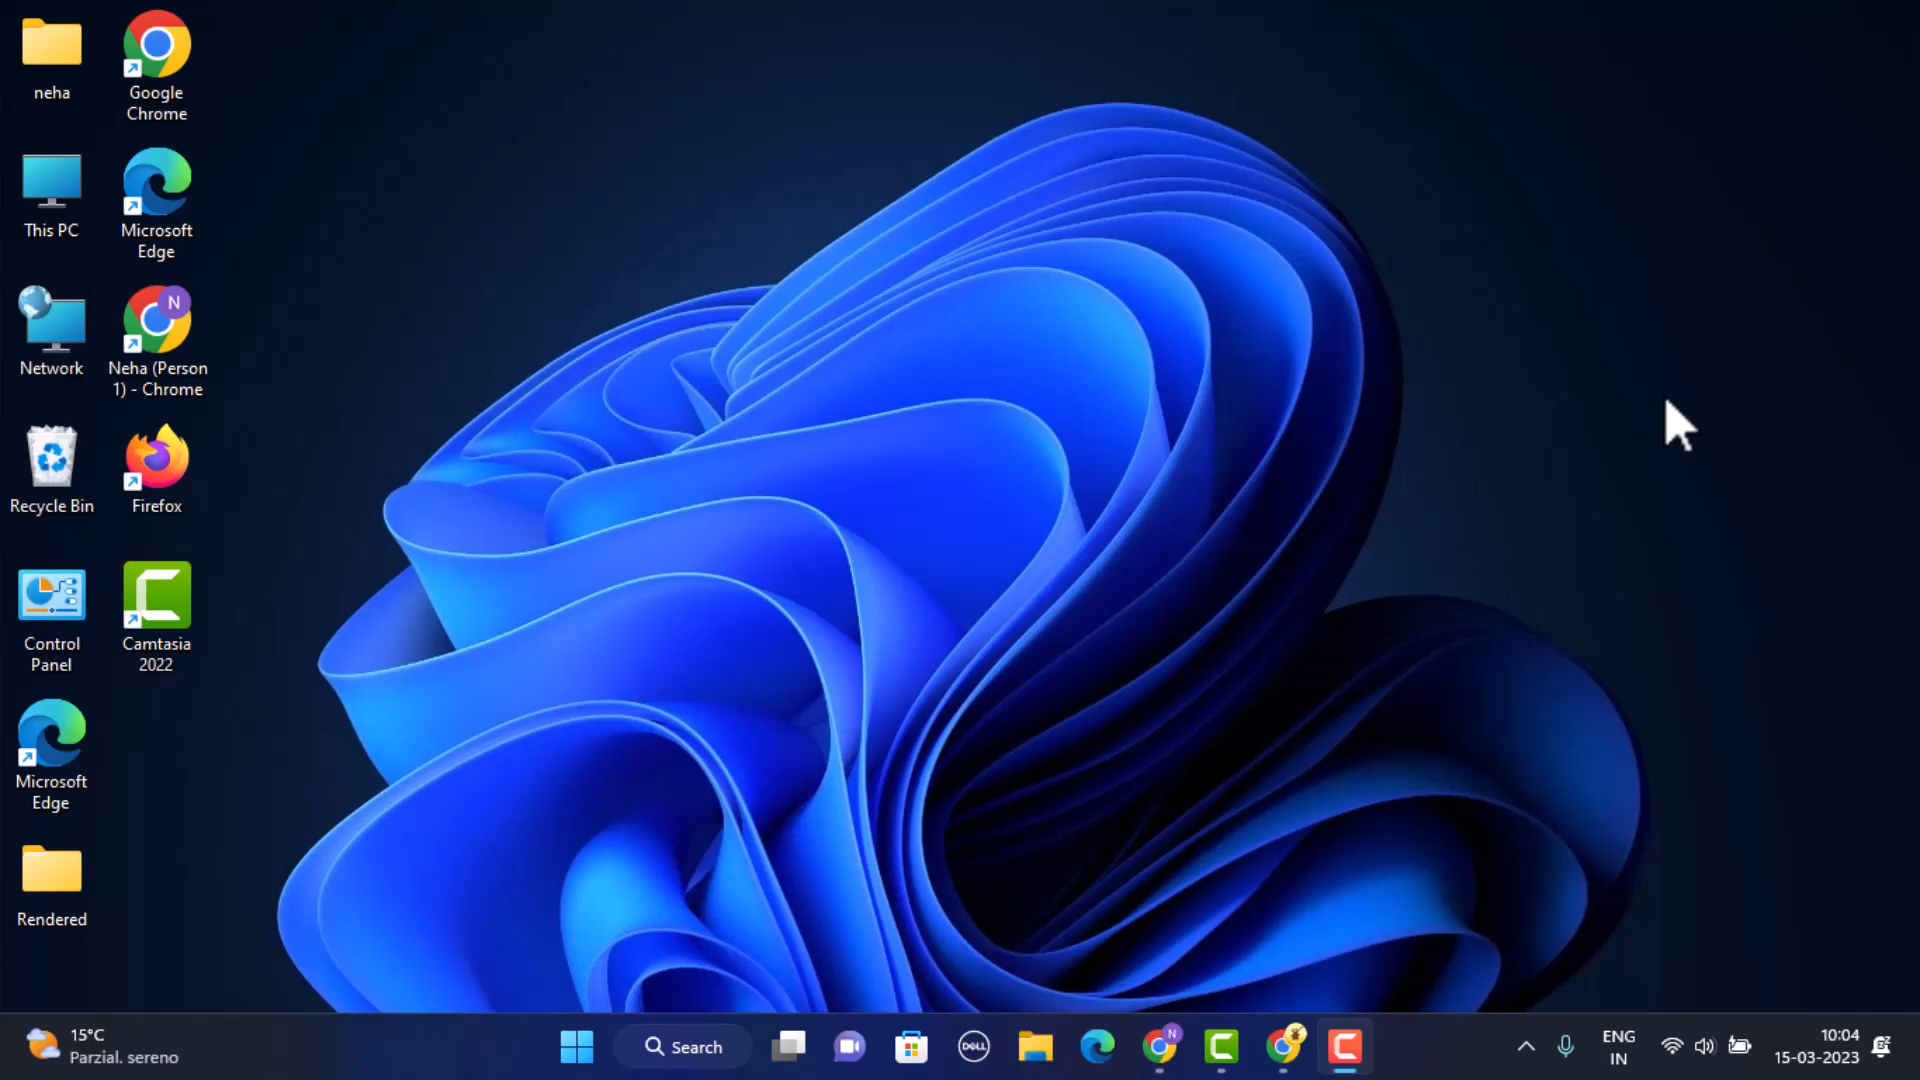 neha
Google
Chrome
This PC
Microsoft
Edge
Network
N
Neha (Person
1) - Chrome
Recycle Bin
Firefox
Control
Panel
Camtasia
2022
Microsoft
Edge
Rendered
15°C
Parzial. sereno
Search
DELL
N
ENG
IN
10:04
15-03-2023